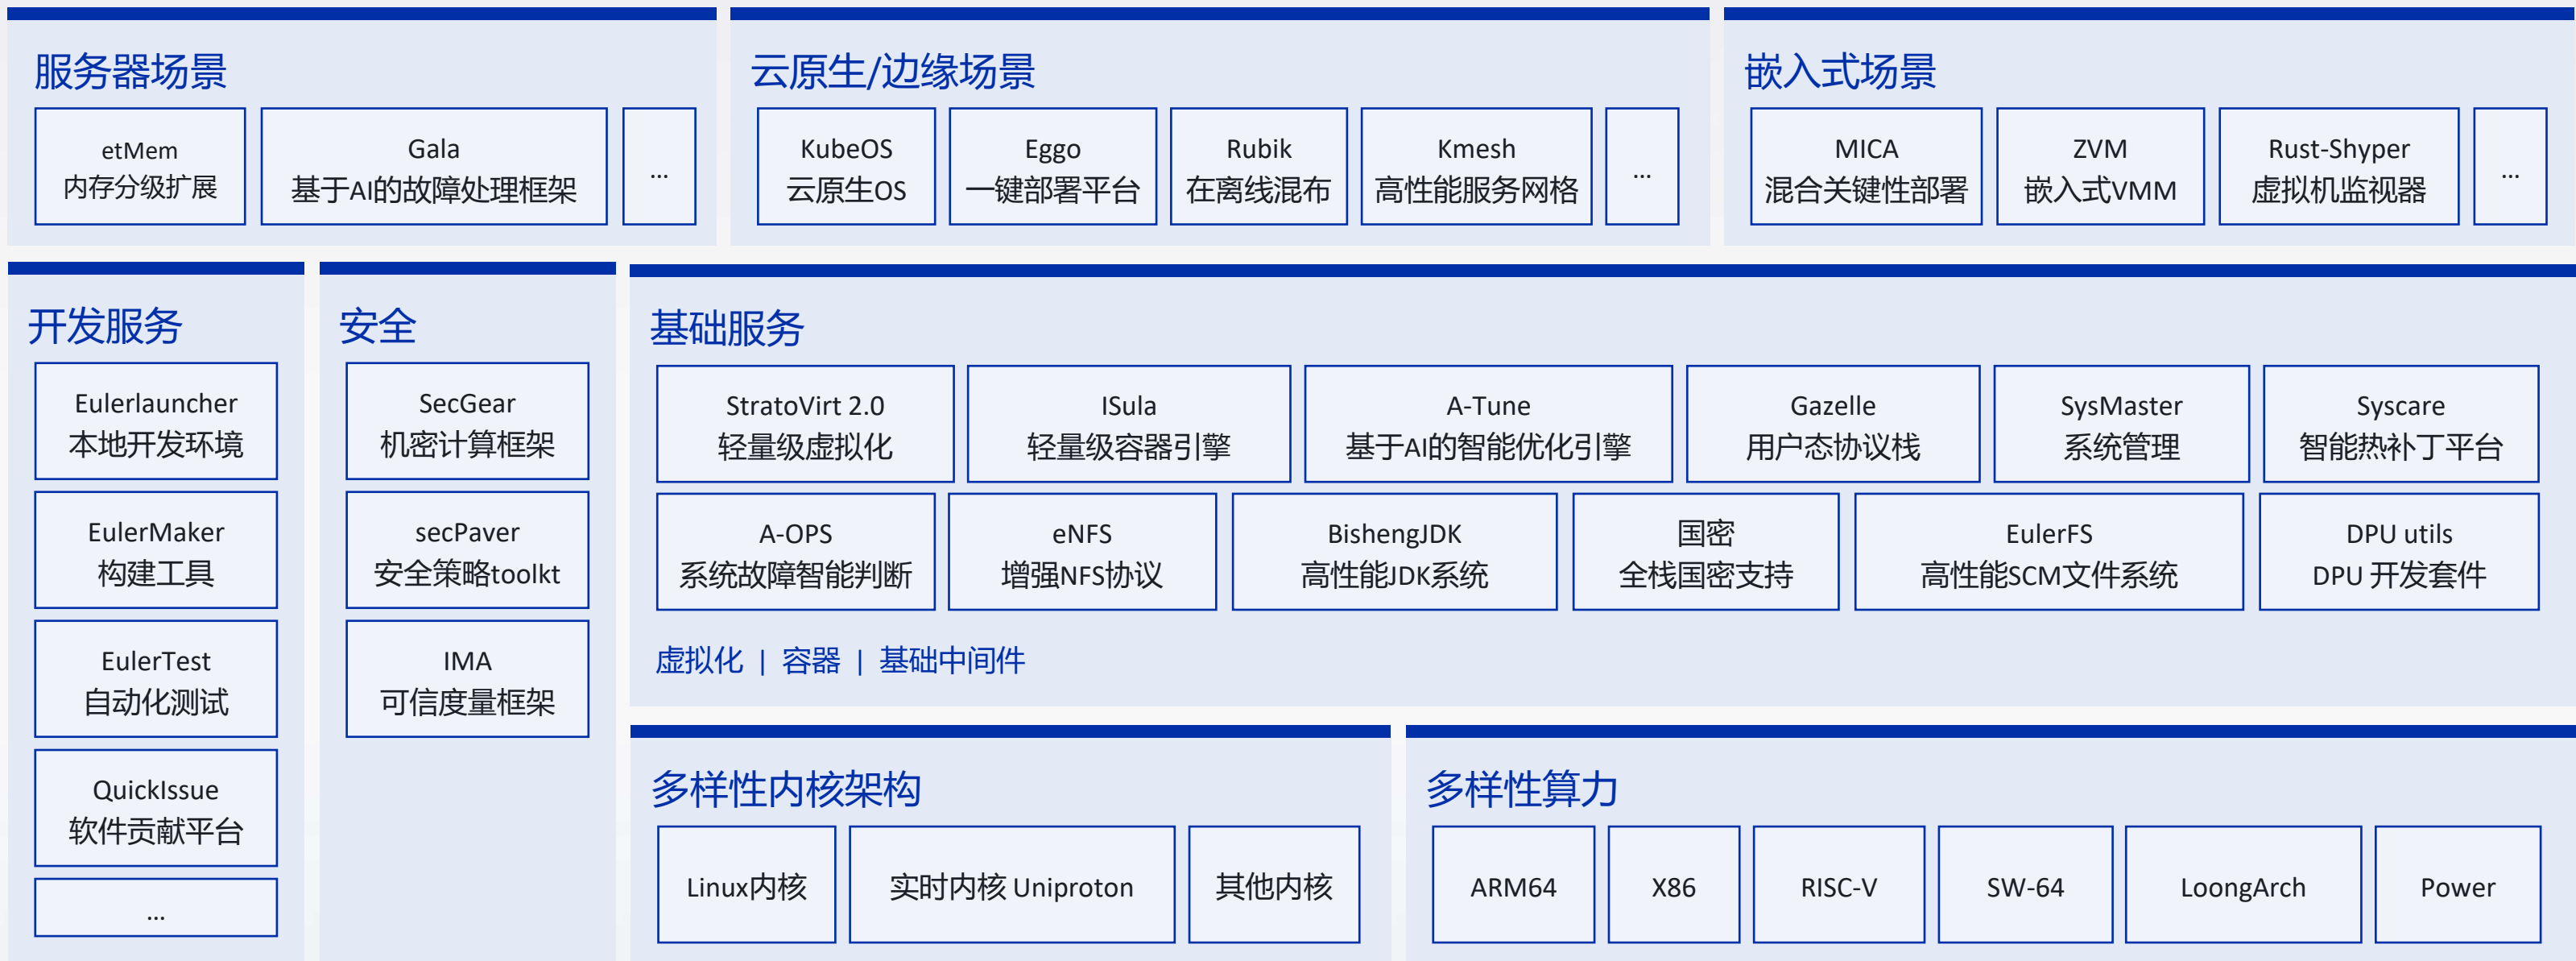 服务器场景
etMem
内存分级扩展
Gala
基于AI的故障处理框架
...
云原生/边缘场景
KubeOS
云原生OS
Eggo
一键部署平台
Rubik
在离线混布
Kmesh
高性能服务网格
...
嵌入式场景
MICA
混合关键性部署
ZVM
嵌入式VMM
Rust-Shyper
虚拟机监视器
...
开发服务
Eulerlauncher
本地开发环境
EulerMaker
构建工具
EulerTest
自动化测试
QuickIssue
软件贡献平台
...
安全
SecGear
机密计算框架
secPaver
安全策略toolkt
IMA
可信度量框架
基础服务
StratoVirt 2.0
轻量级虚拟化
ISula
轻量级容器引擎
A-Tune
基于AI的智能优化引擎
Gazelle
用户态协议栈
SysMaster
系统管理
Syscare
智能热补丁平台
A-OPS
系统故障智能判断
eNFS
增强NFS协议
BishengJDK
高性能JDK系统
国密
全栈国密支持
EulerFS
高性能SCM文件系统
DPU utils
DPU 开发套件
虚拟化 | 容器 | 基础中间件
多样性内核架构
Linux内核
实时内核 Uniproton
其他内核
多样性算力
ARM64
X86
RISC-V
SW-64
LoongArch
Power